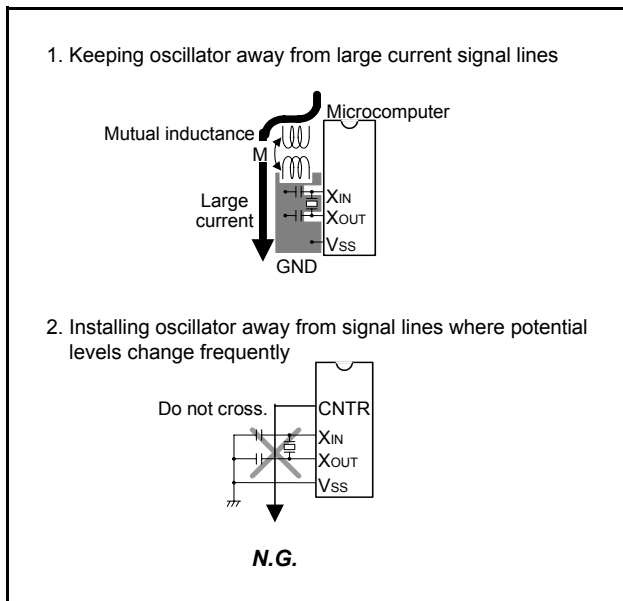 1. Keeping oscillator away from large current signal lines
Microcomputer
Mutual inductance
M
XIN
Large
current
XOUT
VSS
GND
2. Installing oscillator away from signal lines where potential
levels change frequently
Do not cross.
CNTR
XIN
XOUT
VSS
N.G.